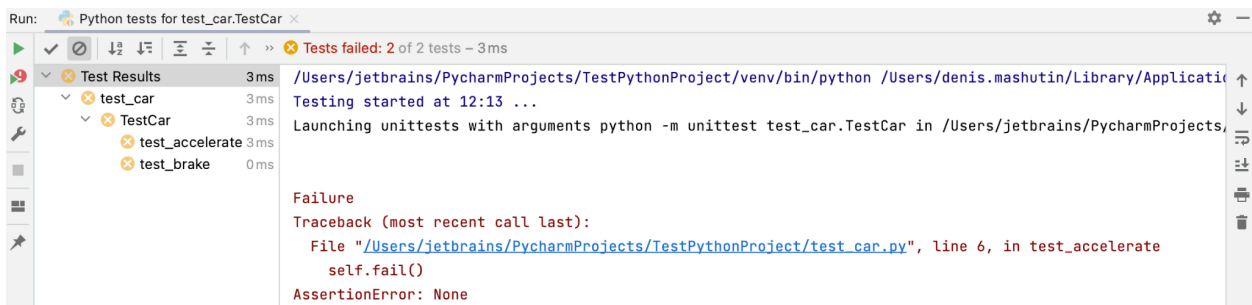 Run: Python tests for test_car.TestCar
Tests failed: 2 of 2 tests – 3 ms
Test Results 3 ms
test_car 3 ms
TestCar 3 ms
test_accelerate 3 ms
test_brake 0 ms
/Users/jetbrains/PycharmProjects/TestPythonProject/venv/bin/python /Users/denis.mashutin/Library/Applicatio
Testing started at 12:13 ...
Launching unittests with arguments python -m unittest test_car.TestCar in /Users/jetbrains/PycharmProjects/
Failure
Traceback (most recent call last):
File "/Users/jetbrains/PycharmProjects/TestPythonProject/test_car.py", line 6, in test_accelerate
self.fail()
AssertionError: None